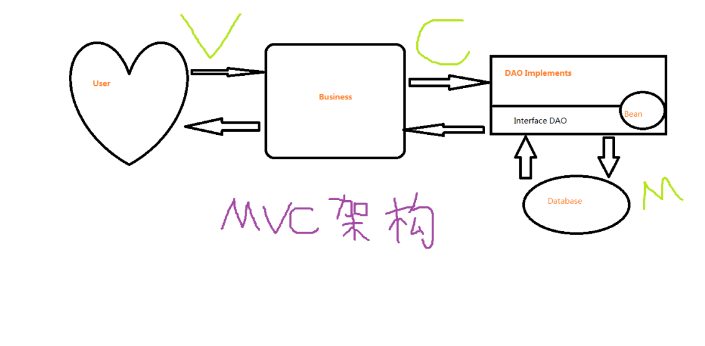 V
C
User
Business
DAO Implements
Bean
Interface DAO
Database
M
MVC架构